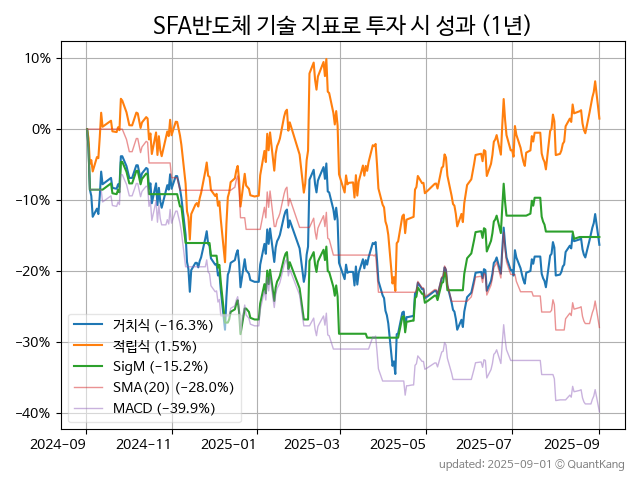 SFA반도체 기술 지표로 투자 시 성과 (1년)
10%
0%
−10%
−20%
−30%
−40%
거치식 (−16.3%)
적립식 (1.5%)
SigM (−15.2%)
SMA(20) (−28.0%)
MACD (−39.9%)
2024-09 2024-11 2025-01 2025-03 2025-05 2025-07 2025-09
updated: 2025-09-01 © QuantKang